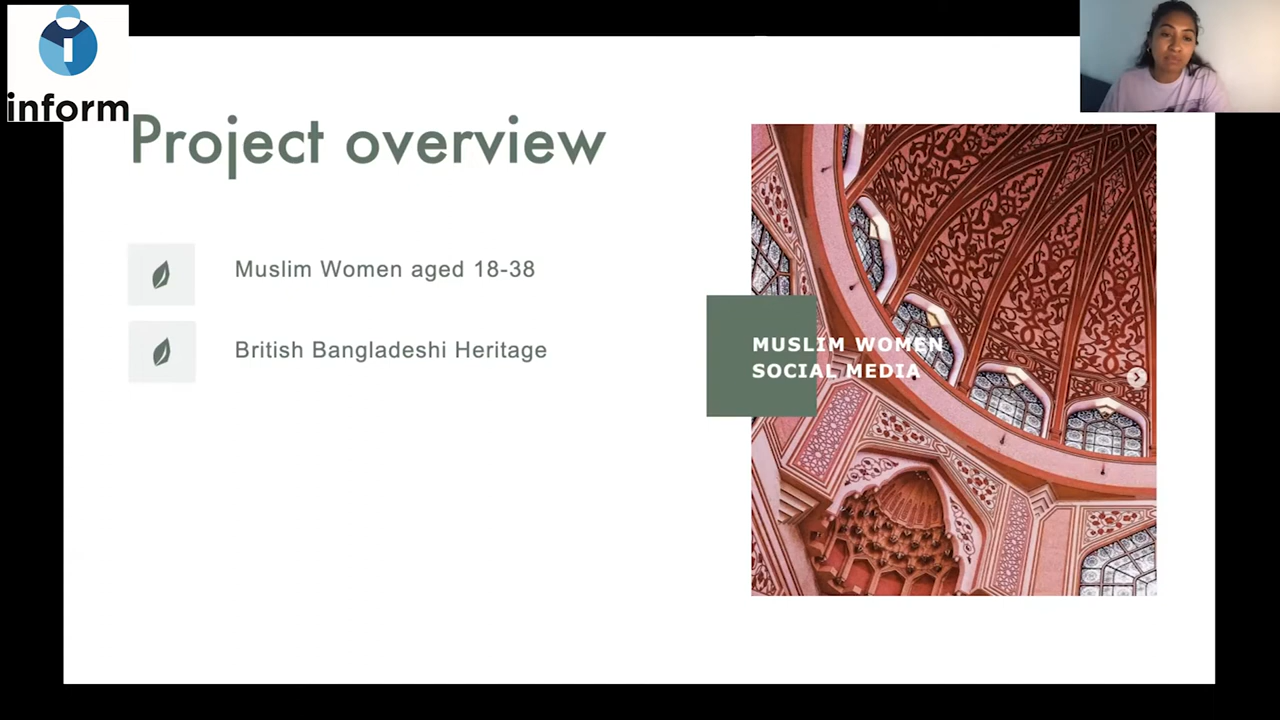 inform
Project overview
Muslim Women aged 18-38
British Bangladeshi Heritage
MUSLIM WOMEN
SOCIAL MEDIA